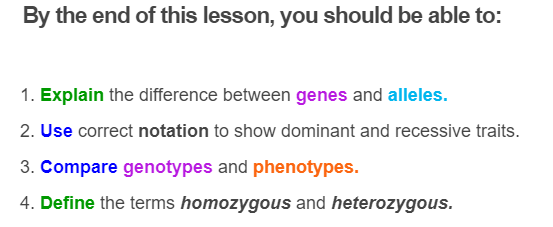 By the end of this lesson, you should be able to:
1. Explain the difference between genes and alleles.
2. Use correct notation to show dominant and recessive traits.
3. Compare genotypes and phenotypes.
4. Define the terms homozygous and heterozygous.